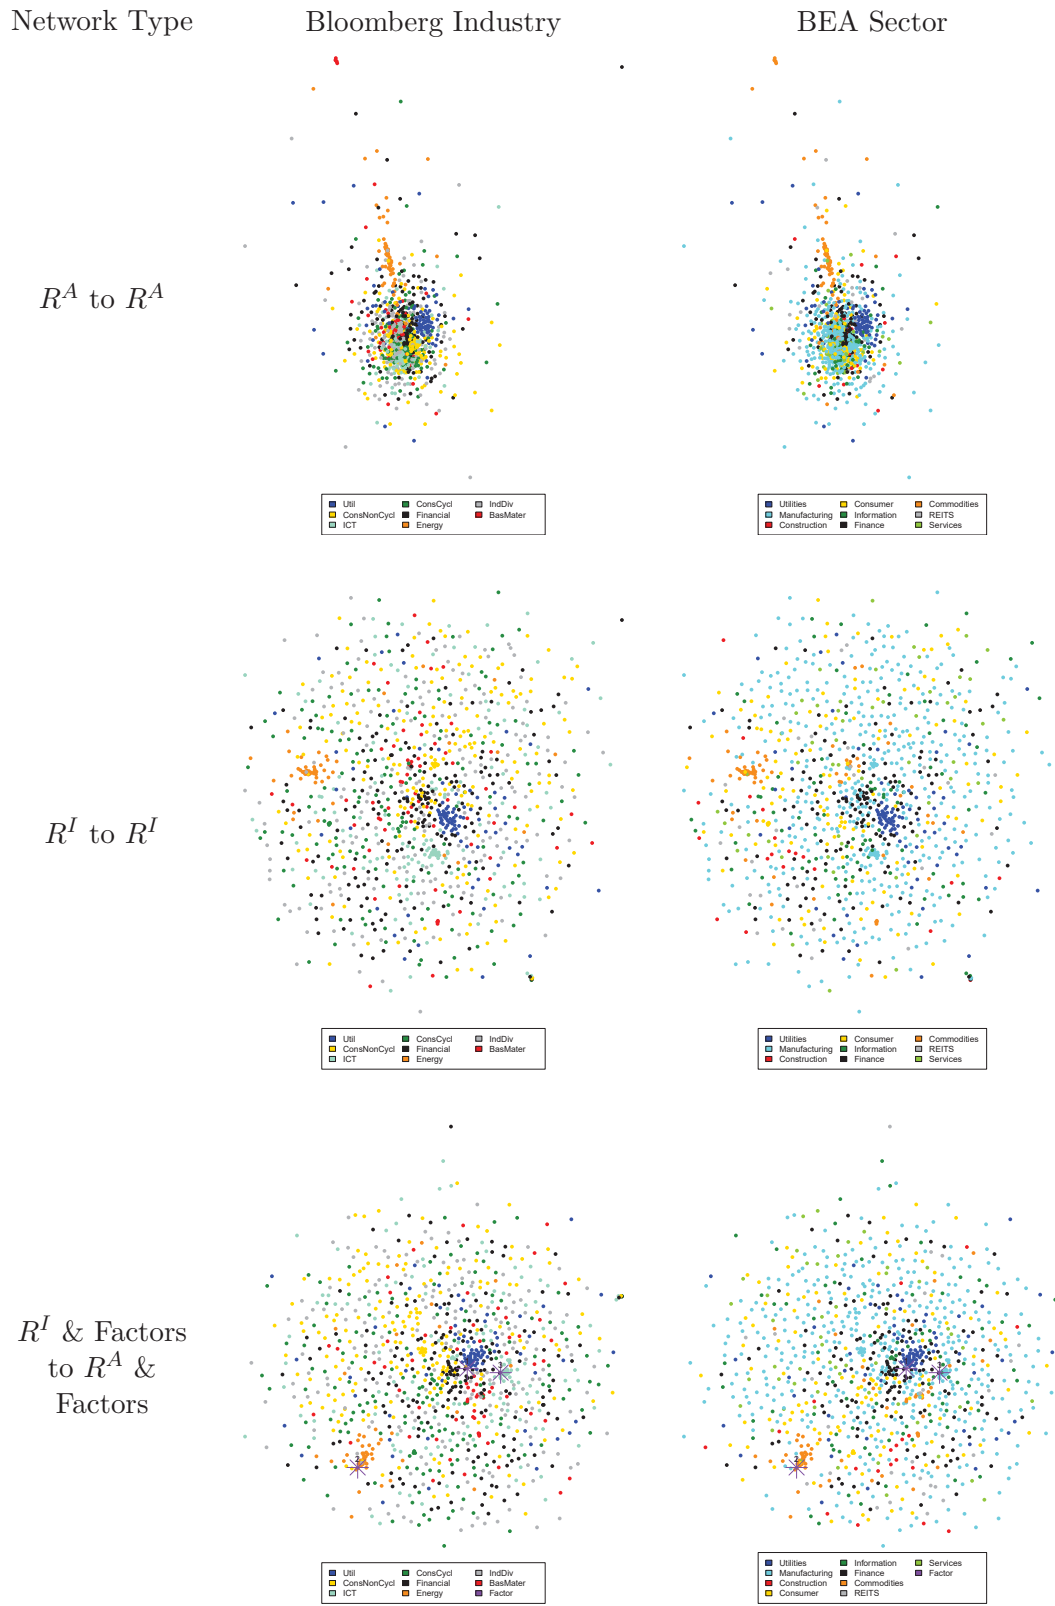 Network Type Bloomberg Industry BEA Sector
R^A to R^A
Util ConsCycl IndDiv
ConsNonCycl Financial BasMater
ICT Energy
Utilities Consumer Commodities
Manufacturing Information REITS
Construction Finance Services
R^I to R^I
Util ConsCycl IndDiv
ConsNonCycl Financial BasMater
ICT Energy
Utilities Consumer Commodities
Manufacturing Information REITS
Construction Finance Services
R^I & Factors
to R^A &
Factors
2
2
Util ConsCycl IndDiv
ConsNonCycl Financial BasMater
ICT Energy Factor
Utilities Information Services
Manufacturing Finance Factor
Construction Commodities
Consumer REITS